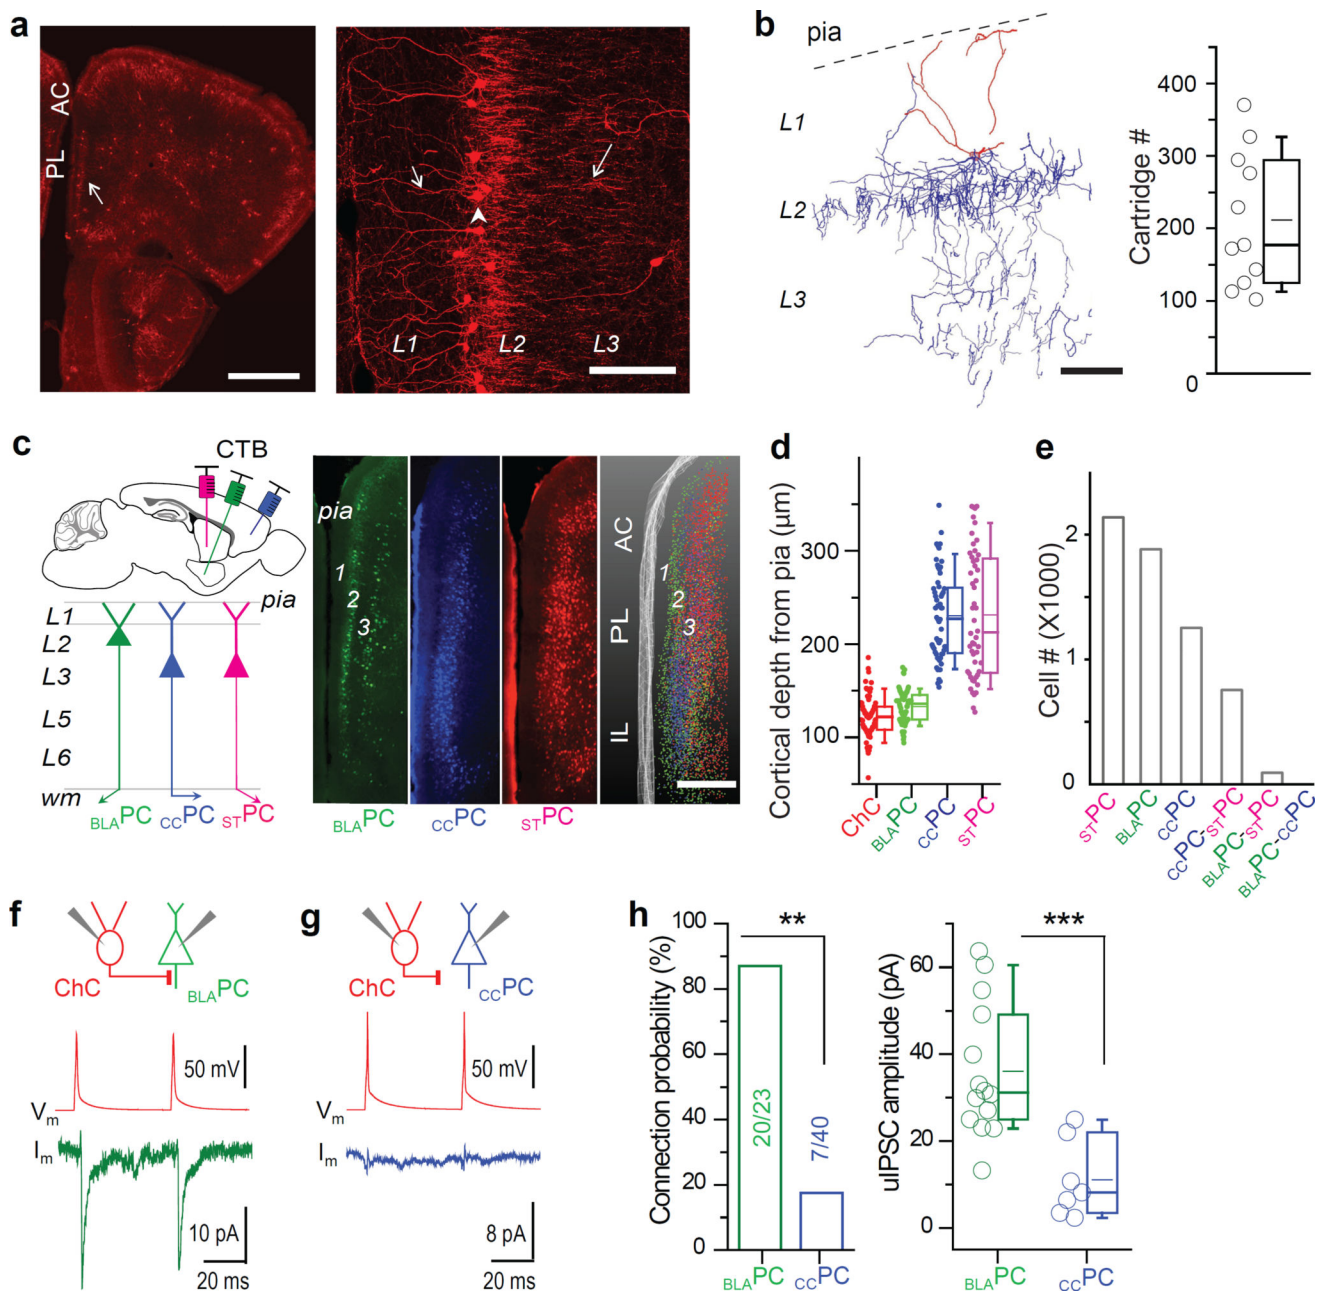 a
AC
PL
L1
L2
L3
b
pia
L1
L2
L3
Cartridge #
400
300
200
100
0
c
CTB
pia
L1
L2
L3
L5
L6
wm
BLAPC
CCPC
STPC
pia
1
2
3
BLAPC
CCPC
STPC
AC
PL
IL
1
2
3
d
Cortical depth from pia (µm)
300
200
100
ChC
BLAPC
CCPC
STPC
e
Cell # (X1000)
2
1
0
STPC
BLAPC
CCPC
CCPC-STPC
BLAPC-STPC
BLAPC-CCPC
f
ChC
BLAPC
50 mV
Vm
Im
10 pA
20 ms
g
ChC
CCPC
50 mV
Vm
Im
8 pA
20 ms
h
Connection probability (%)
100
80
60
40
20
0
**
20/23
7/40
BLAPC
CCPC
uIPSC amplitude (pA)
60
40
20
0
***
BLAPC
CCPC